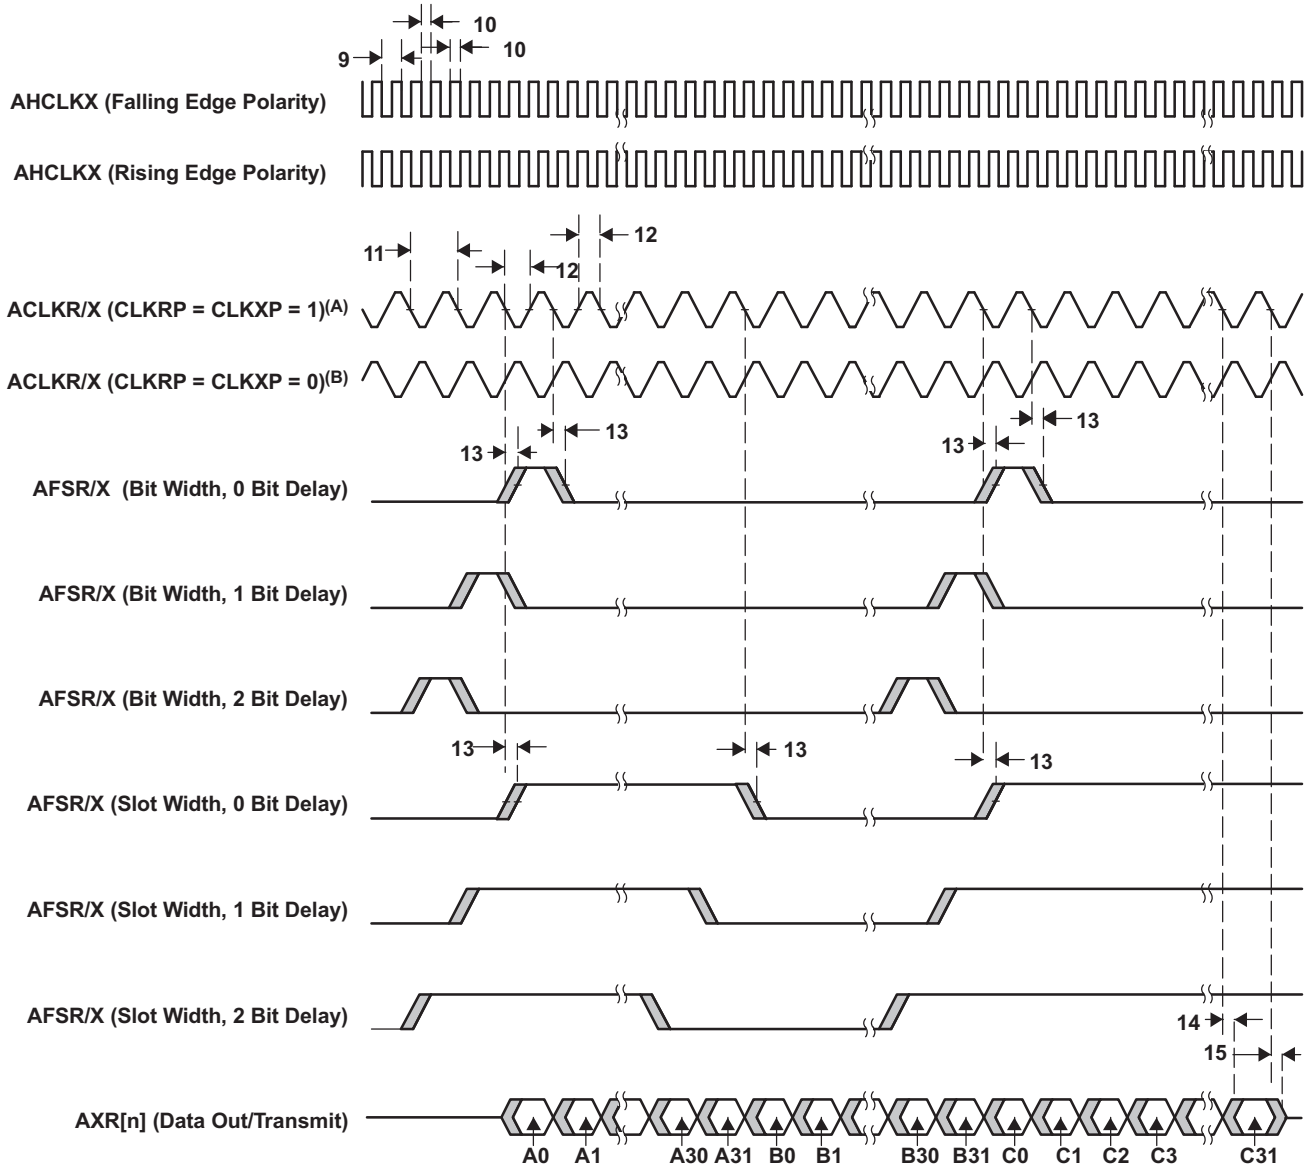 10
9
10
AHCLKX (Falling Edge Polarity)
AHCLKX (Rising Edge Polarity)
12
11
12
ACLKR/X (CLKRP = CLKXP = 1)(A)
ACLKR/X (CLKRP = CLKXP = 0)(B)
13
13
13
13
AFSR/X (Bit Width, 0 Bit Delay)
AFSR/X (Bit Width, 1 Bit Delay)
AFSR/X (Bit Width, 2 Bit Delay)
13
13
13
AFSR/X (Slot Width, 0 Bit Delay)
AFSR/X (Slot Width, 1 Bit Delay)
AFSR/X (Slot Width, 2 Bit Delay)
14
15
AXR[n] (Data Out/Transmit)
A0 A1 A30 A31 B0 B1 B30 B31 C0 C1 C2 C3 C31